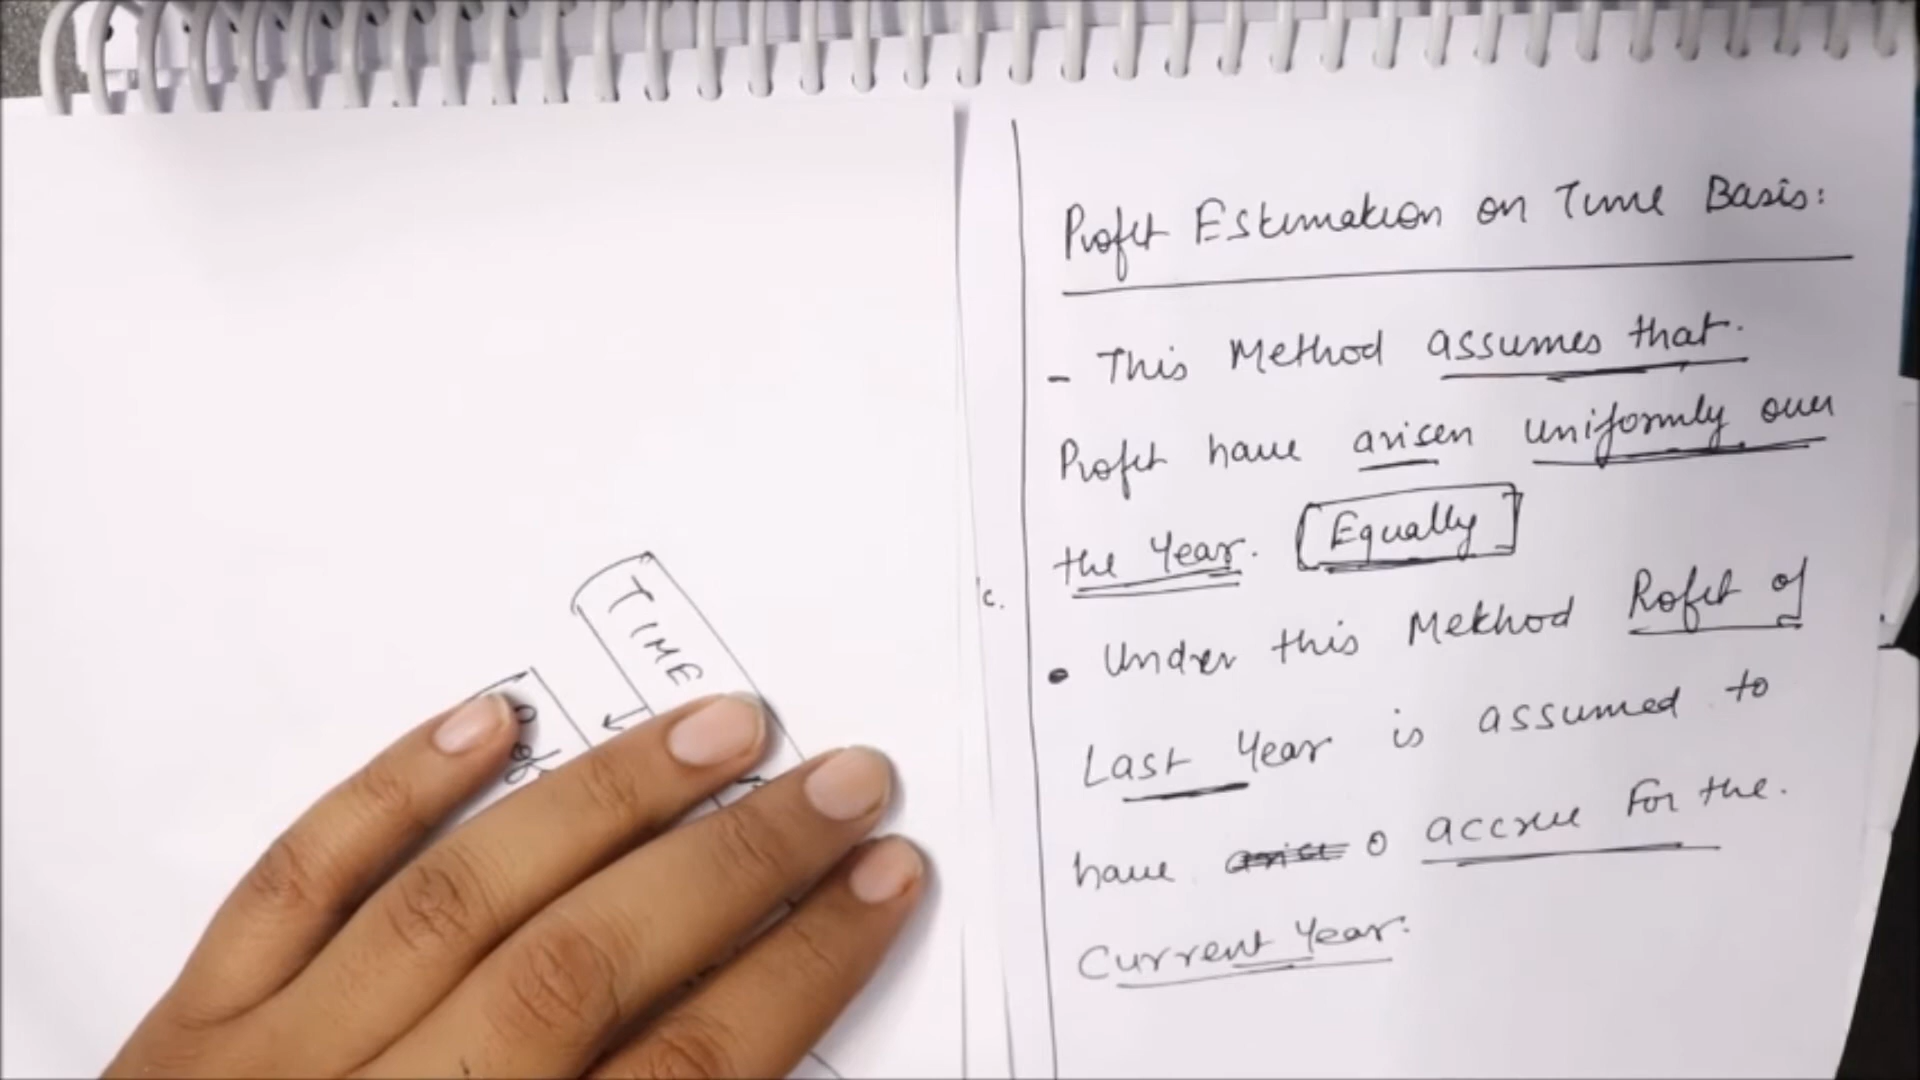 TIME
Profit Estimation on Time Basis:
- This Method assumes that.
Profit have arisen uniformly over
the Year. [Equally]
c.
• Under this Method Profit of
Last Year is assumed to
have o accrue for the.
Current Year.